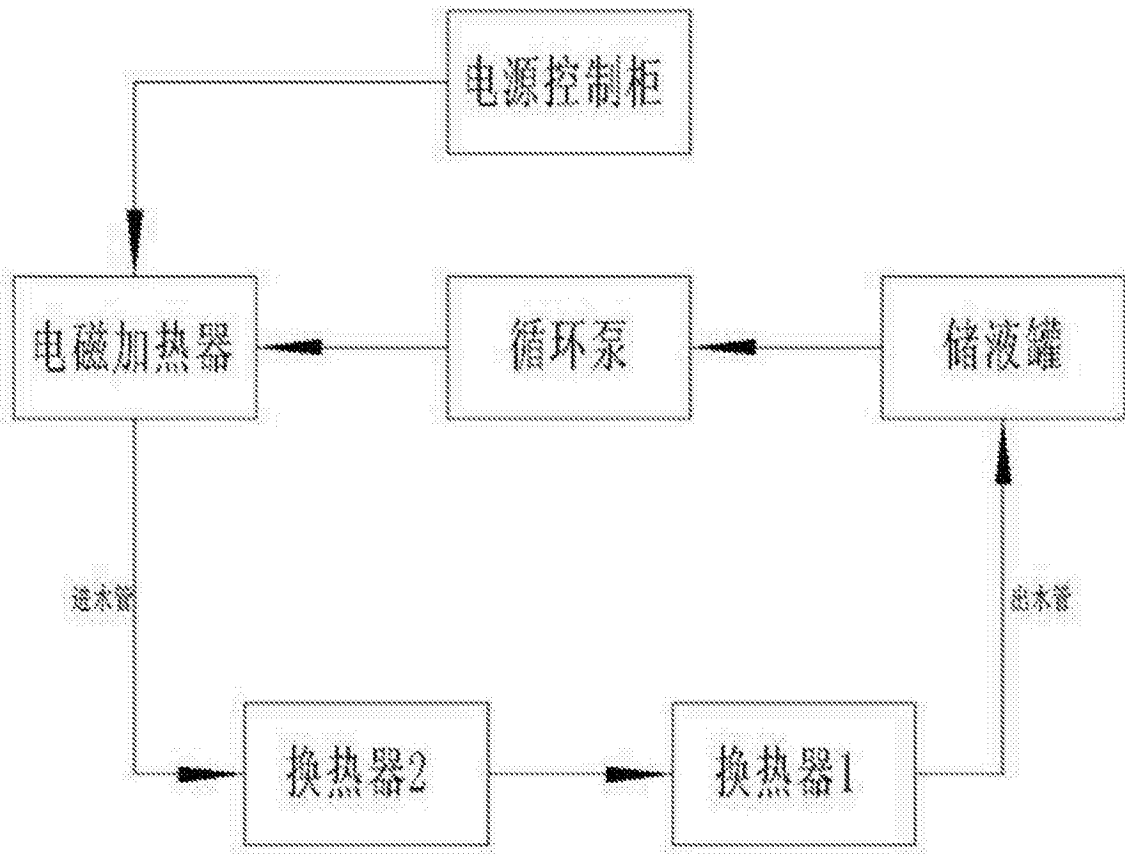 电源控制柜
电磁加热器
循环泵
储液罐
进水管
出水管
换热器2
换热器1